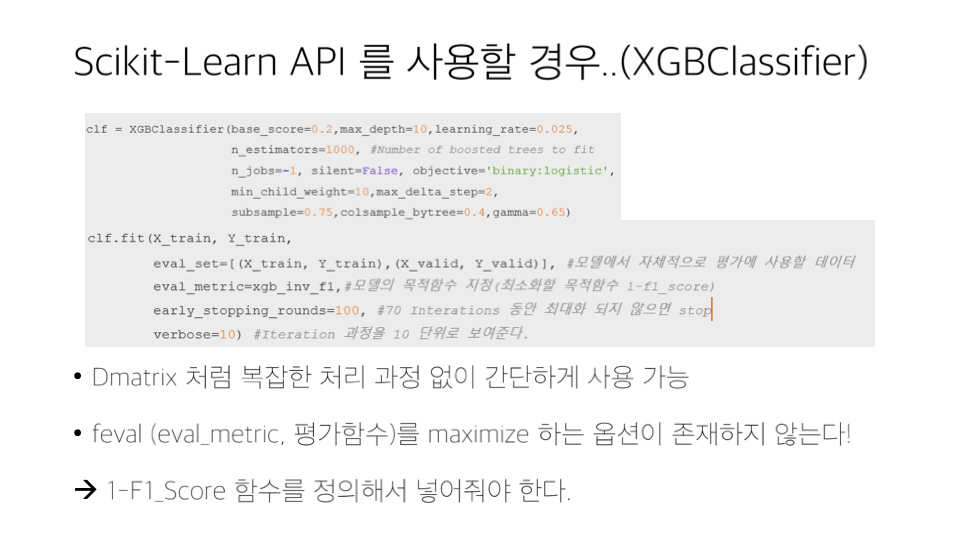 Scikit-Learn API 를 사용할 경우..(XGBClassifier)
clf = XGBClassifier(base_score=0.2,max_depth=10,learning_rate=0.025,
n_estimators=1000, #Number of boosted trees to fit
n_jobs=-1, silent=False, objective='binary:logistic',
min_child_weight=10,max_delta_step=2,
subsample=0.75,colsample_bytree=0.4,gamma=0.65)
clf.fit(X_train, Y_train,
eval_set=[(X_train, Y_train),(X_valid, Y_valid)], #모델에서 자체적으로 평가에 사용할 데이터
eval_metric=xgb_inv_f1,#모델의 목적함수 지정(최소화할 목적함수 1-f1_score)
early_stopping_rounds=100, #70 Interations 동안 최대화 되지 않으면 stop
verbose=10) #Iteration 과정을 10 단위로 보여준다.
• Dmatrix 처럼 복잡한 처리 과정 없이 간단하게 사용 가능
• feval (eval_metric, 평가함수)를 maximize 하는 옵션이 존재하지 않는다!
→ 1-F1_Score 함수를 정의해서 넣어줘야 한다.